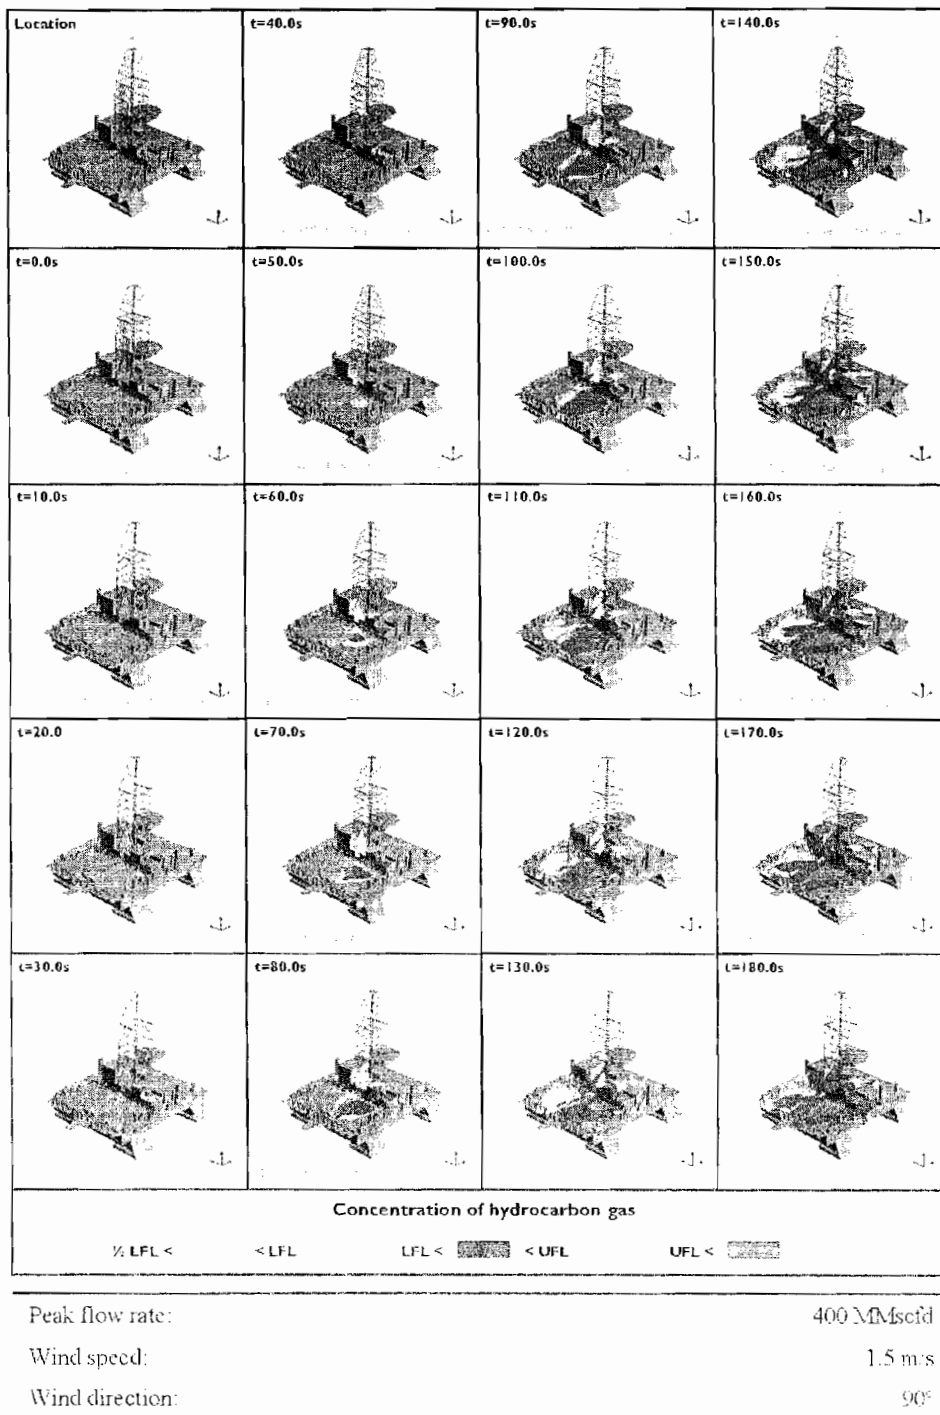 Location
t=40.0s
t=90.0s
t=140.0s
t=0.0s
t=50.0s
t=100.0s
t=150.0s
t=10.0s
t=60.0s
t=110.0s
t=160.0s
t=20.0
t=70.0s
t=120.0s
t=170.0s
t=30.0s
t=80.0s
t=130.0s
t=180.0s
Concentration of hydrocarbon gas
½ LFL < < LFL LFL < < UFL UFL <
Peak flow rate: 400 MMscfd
Wind speed: 1.5 m/s
Wind direction: 90°